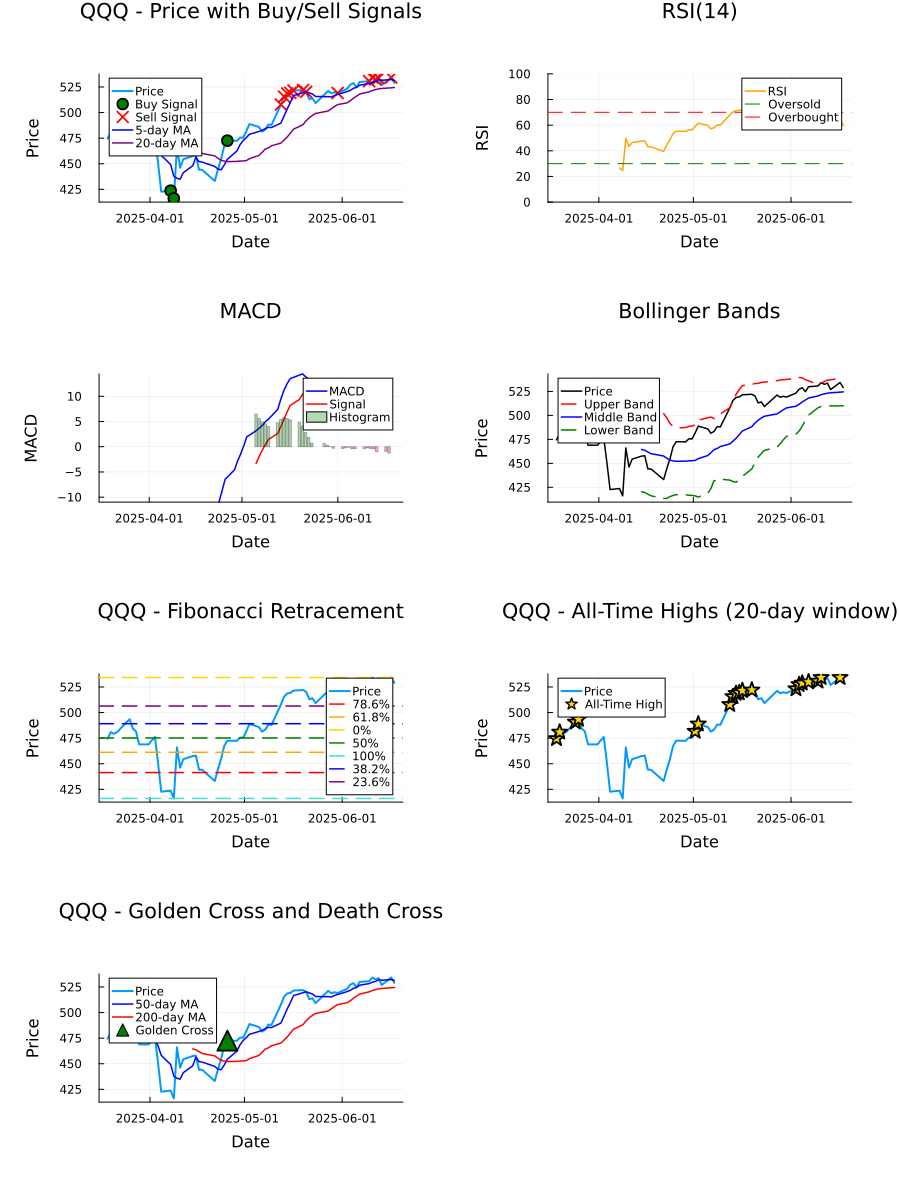 QQQ - Price with Buy/Sell Signals
Price
525
500
475
450
425
Price
Buy Signal
Sell Signal
5-day MA
20-day MA
2025-04-01
2025-05-01
2025-06-01
Date
RSI(14)
RSI
100
80
60
40
20
0
RSI
Oversold
Overbought
2025-04-01
2025-05-01
2025-06-01
Date
MACD
MACD
10
5
0
−5
−10
MACD
Signal
Histogram
2025-04-01
2025-05-01
2025-06-01
Date
Bollinger Bands
Price
525
500
475
450
425
Price
Upper Band
Middle Band
Lower Band
2025-04-01
2025-05-01
2025-06-01
Date
QQQ - Fibonacci Retracement
Price
525
500
475
450
425
Price
78.6%
61.8%
0%
50%
100%
38.2%
23.6%
2025-04-01
2025-05-01
2025-06-01
Date
QQQ - All-Time Highs (20-day window)
Price
525
500
475
450
425
Price
All-Time High
2025-04-01
2025-05-01
2025-06-01
Date
QQQ - Golden Cross and Death Cross
Price
525
500
475
450
425
Price
50-day MA
200-day MA
Golden Cross
2025-04-01
2025-05-01
2025-06-01
Date